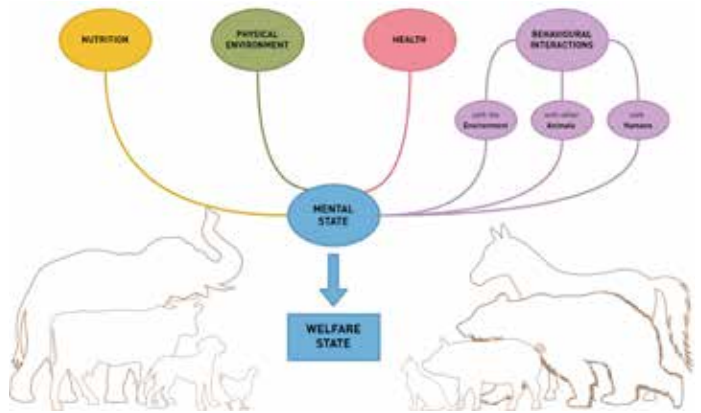 NUTRITION
PHYSICAL
ENVIRONMENT
HEALTH
BEHAVIOURAL
INTERACTIONS
with the
Environment
with other
Animals
with
Humans
MENTAL
STATE
WELFARE
STATE